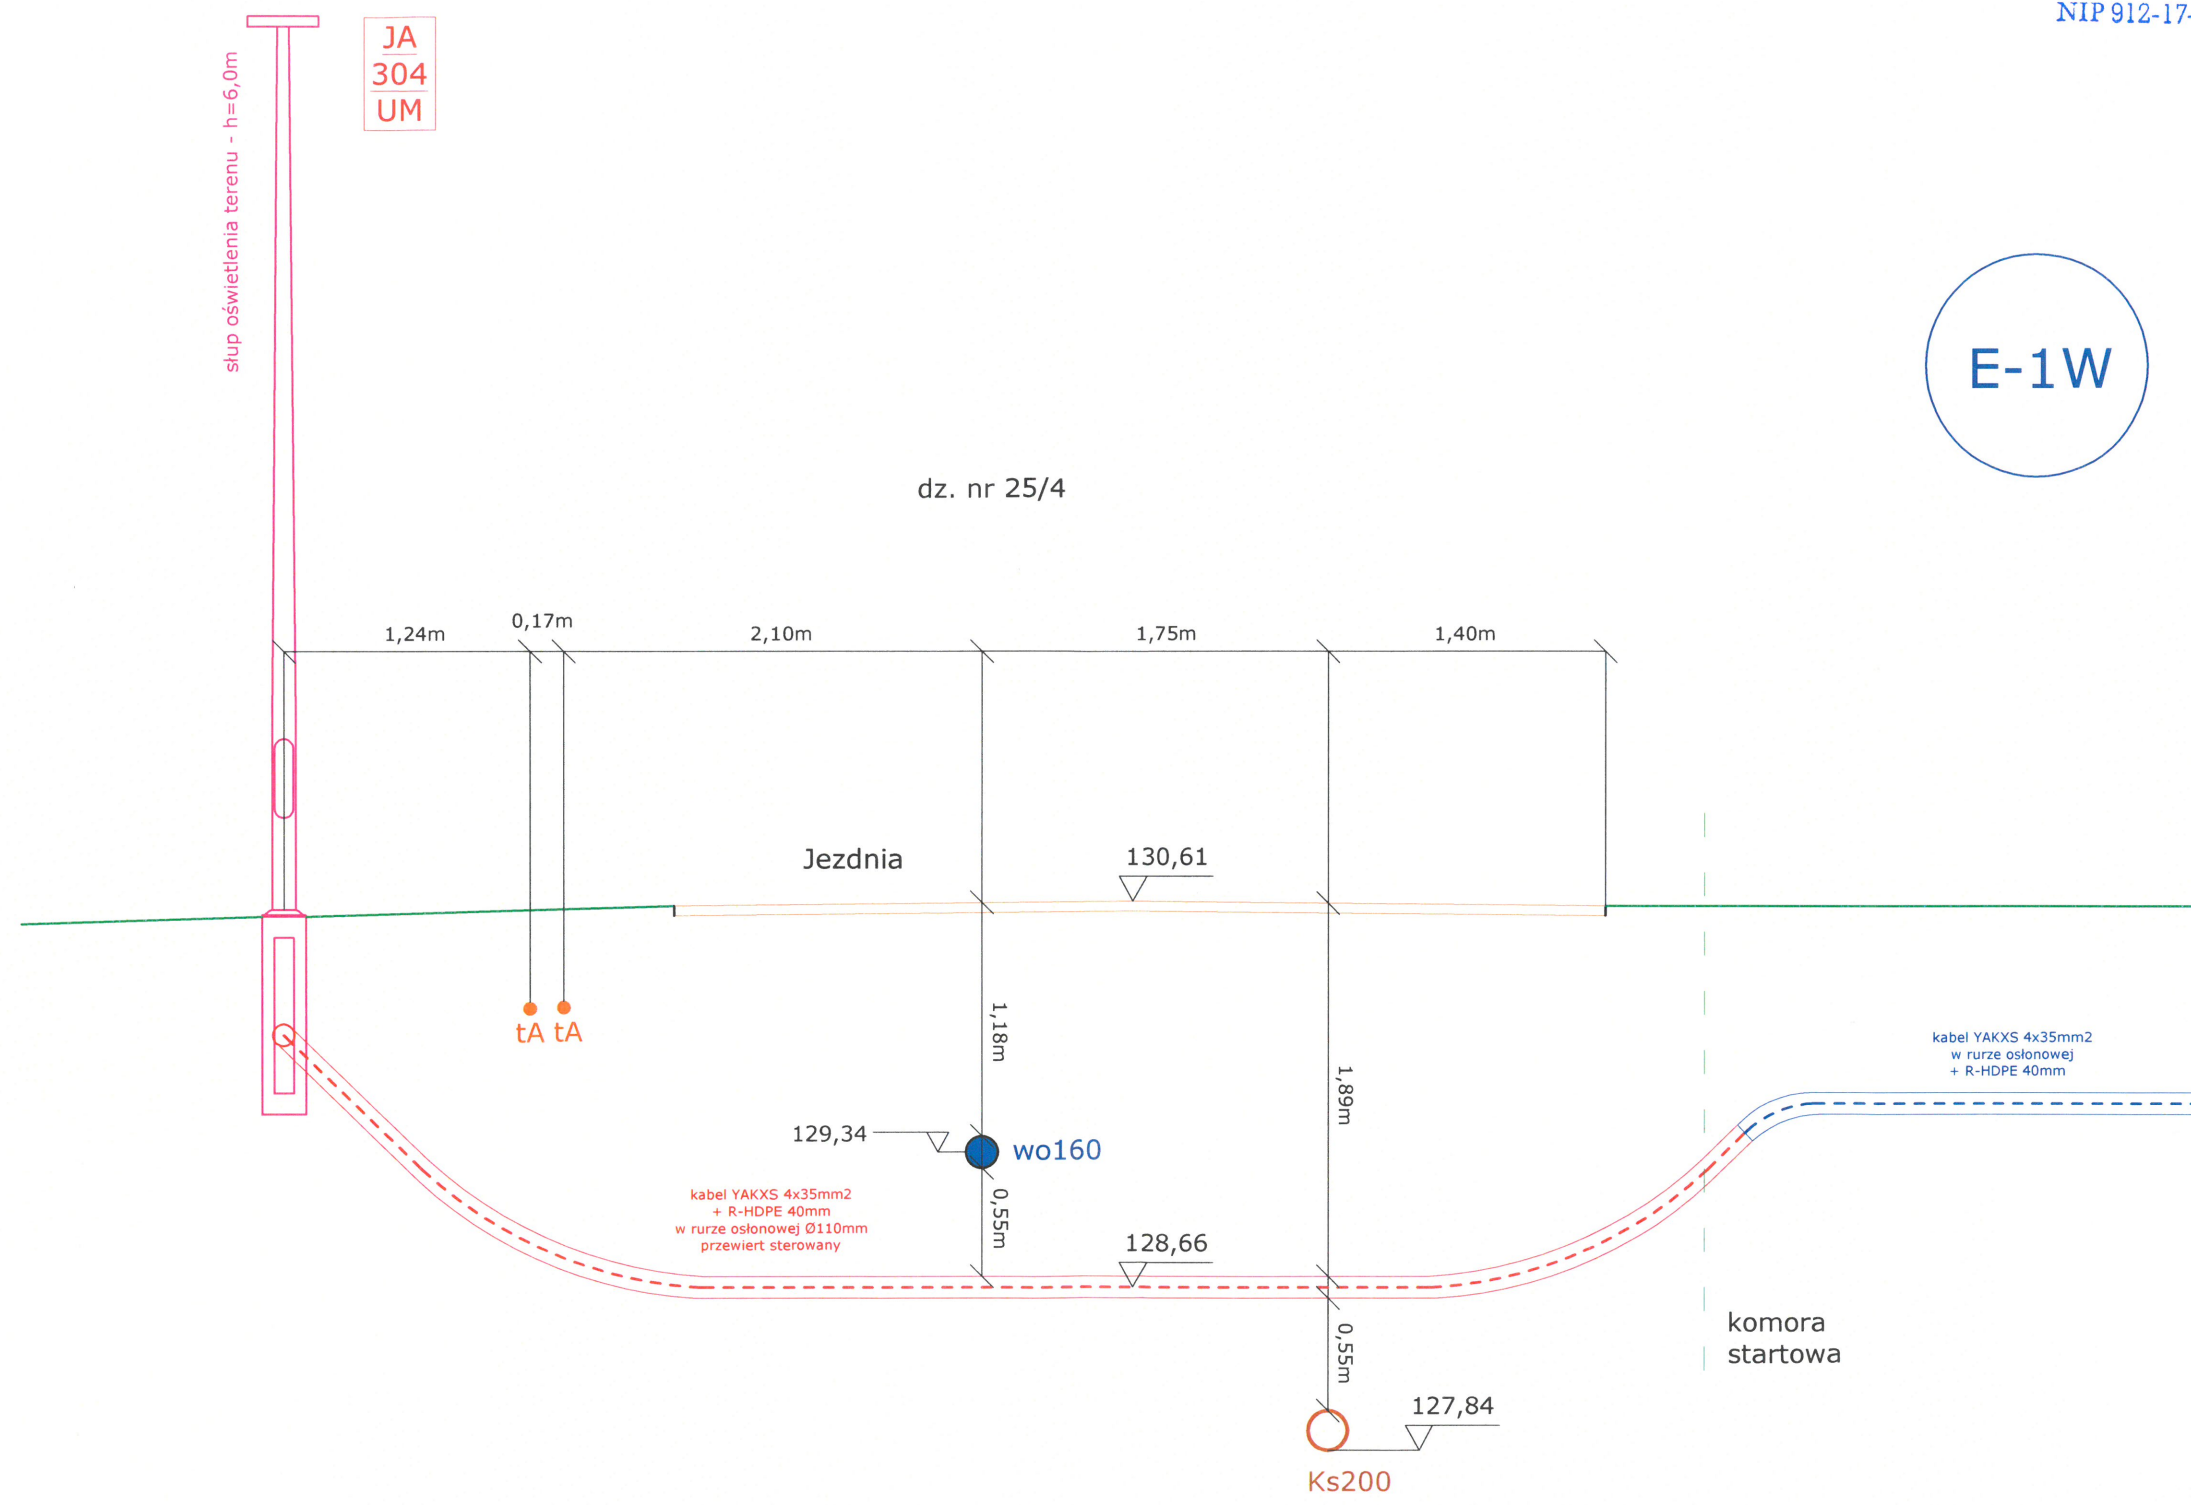 NIP 912-17-
JA
304
UM
słup oświetlenia terenu - h=6,0m
E-1W
dz. nr 25/4
1,24m
0,17m
2,10m
1,75m
1,40m
Jezdnia
130,61
tA tA
1,18m
1,89m
129,34
wo160
0,55m
kabel YAKXS 4x35mm2
w rurze osłonowej
+ R-HDPE 40mm
kabel YAKXS 4x35mm2
+ R-HDPE 40mm
w rurze osłonowej Ø110mm
przewiert sterowany
128,66
komora
startowa
0,55m
127,84
Ks200